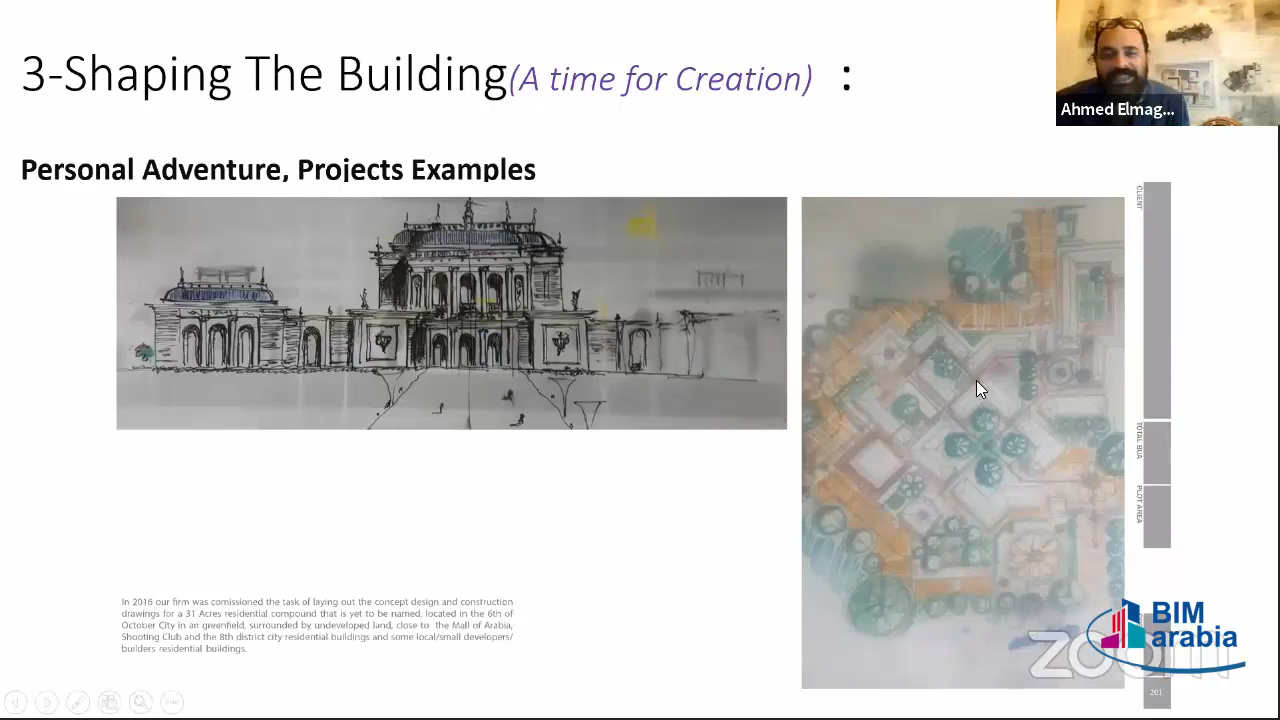 3-Shaping The Building(A time for Creation) :
Ahmed Elmag...
Personal Adventure, Projects Examples
CLIENT
TOTAL BUA
PLOT AREA
In 2016 our firm was comissioned the task of laying out the concept design and construction
drawings for a 31 Acres residential compound that is yet to be named, located in the 6th of
October City in an greenfield, surrounded by undeveloped land, close to the Mall of Arabia,
Shooting Club and the 8th district city residential buildings and some local/small developers/
builders residential buildings.
BIM
arabia
zoom
201